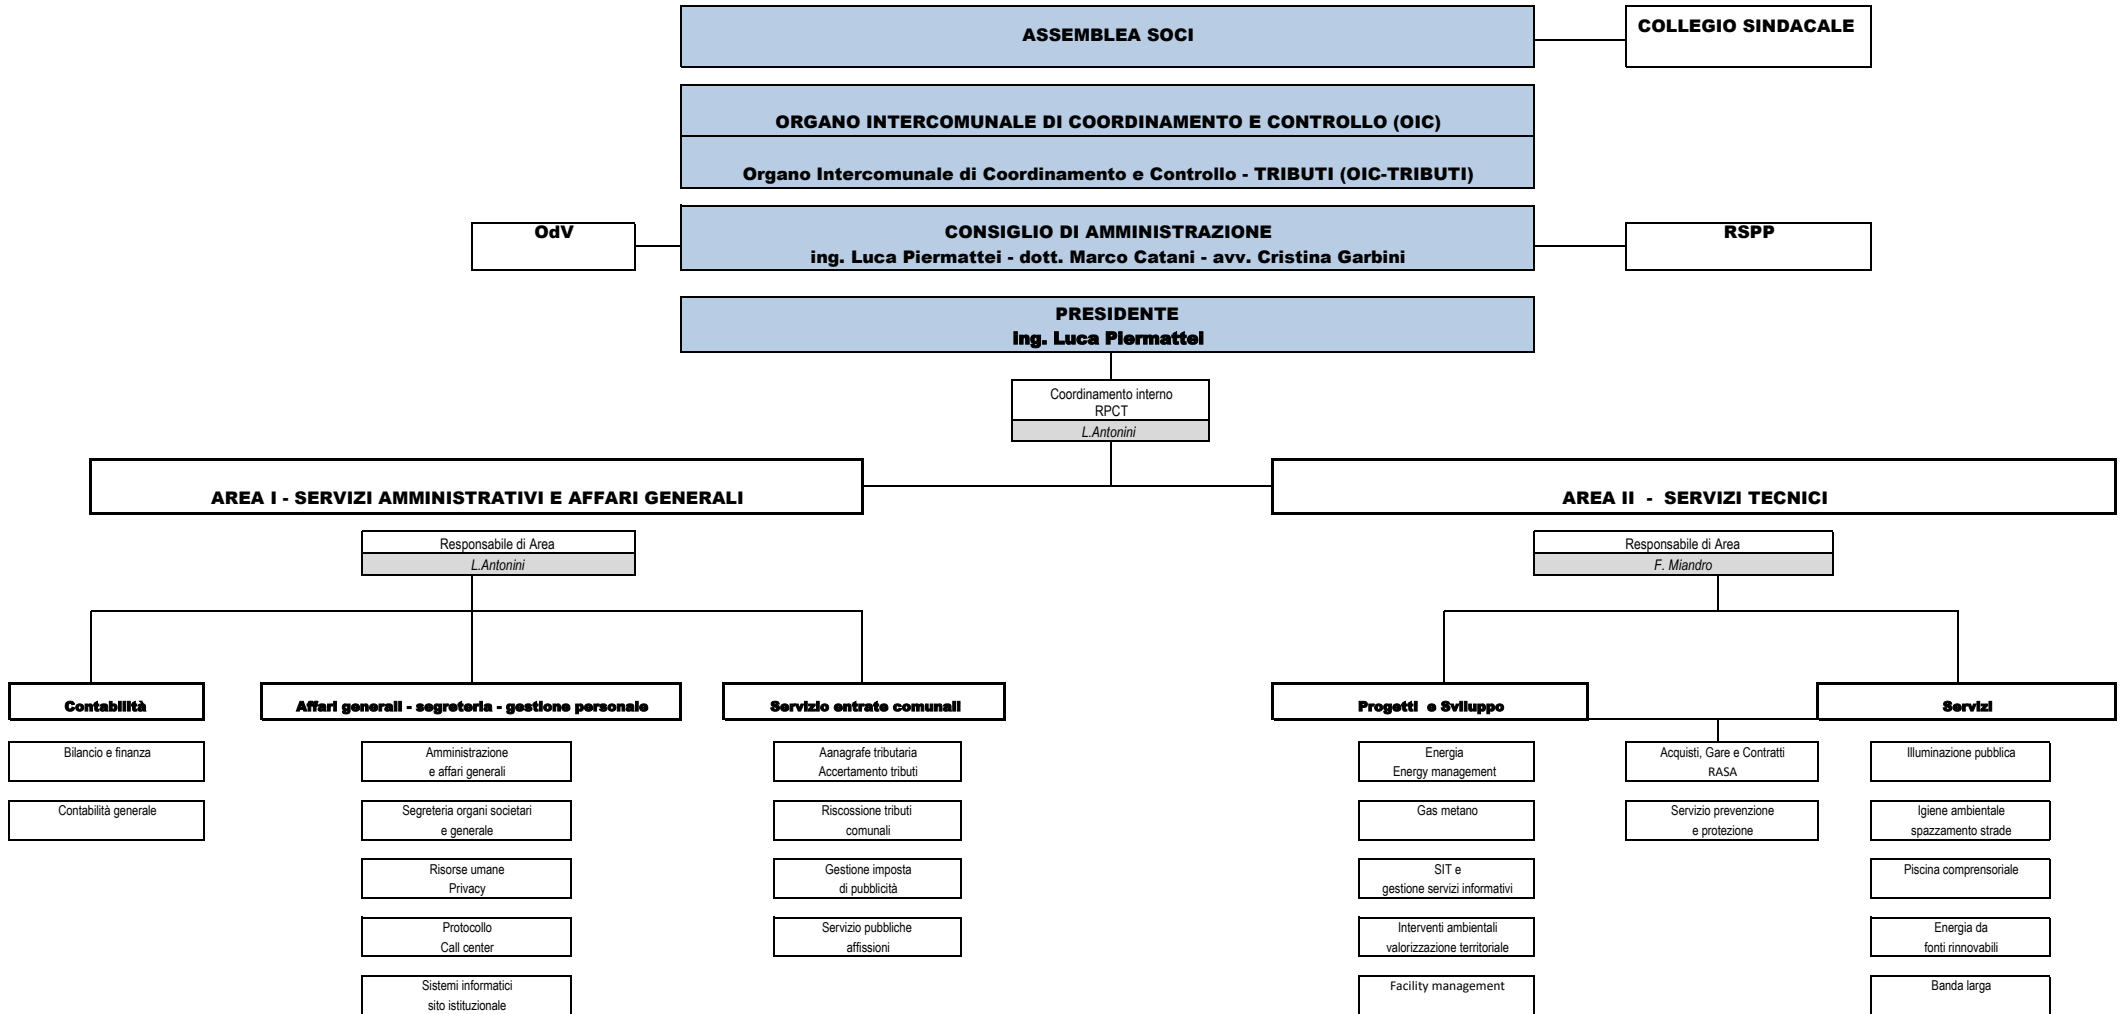 ASSEMBLEA SOCI
COLLEGIO SINDACALE
ORGANO INTERCOMUNALE DI COORDINAMENTO E CONTROLLO (OIC)
Organo Intercomunale di Coordinamento e Controllo - TRIBUTI (OIC-TRIBUTI)
OdV
CONSIGLIO DI AMMINISTRAZIONE
ing. Luca Piermattei - dott. Marco Catani - avv. Cristina Garbini
RSPP
PRESIDENTE
ing. Luca Piermattei
Coordinamento interno
RPCT
L.Antonini
AREA I - SERVIZI AMMINISTRATIVI E AFFARI GENERALI
AREA II - SERVIZI TECNICI
Responsabile di Area
L.Antonini
Responsabile di Area
F. Miandro
Contabilità
Affari generali - segreteria - gestione personale
Servizio entrate comunali
Progetti e Sviluppo
Servizi
Bilancio e finanza
Contabilità generale
Amministrazione
e affari generali
Segreteria organi societari
e generale
Risorse umane
Privacy
Protocollo
Call center
Sistemi informatici
sito istituzionale
Aanagrafe tributaria
Accertamento tributi
Riscossione tributi
comunali
Gestione imposta
di pubblicità
Servizio pubbliche
affissioni
Energia
Energy management
Gas metano
SIT e
gestione servizi informativi
Interventi ambientali
valorizzazione territoriale
Facility management
Acquisti, Gare e Contratti
RASA
Servizio prevenzione
e protezione
Illuminazione pubblica
Igiene ambientale
spazzamento strade
Piscina comprensoriale
Energia da
fonti rinnovabili
Banda larga